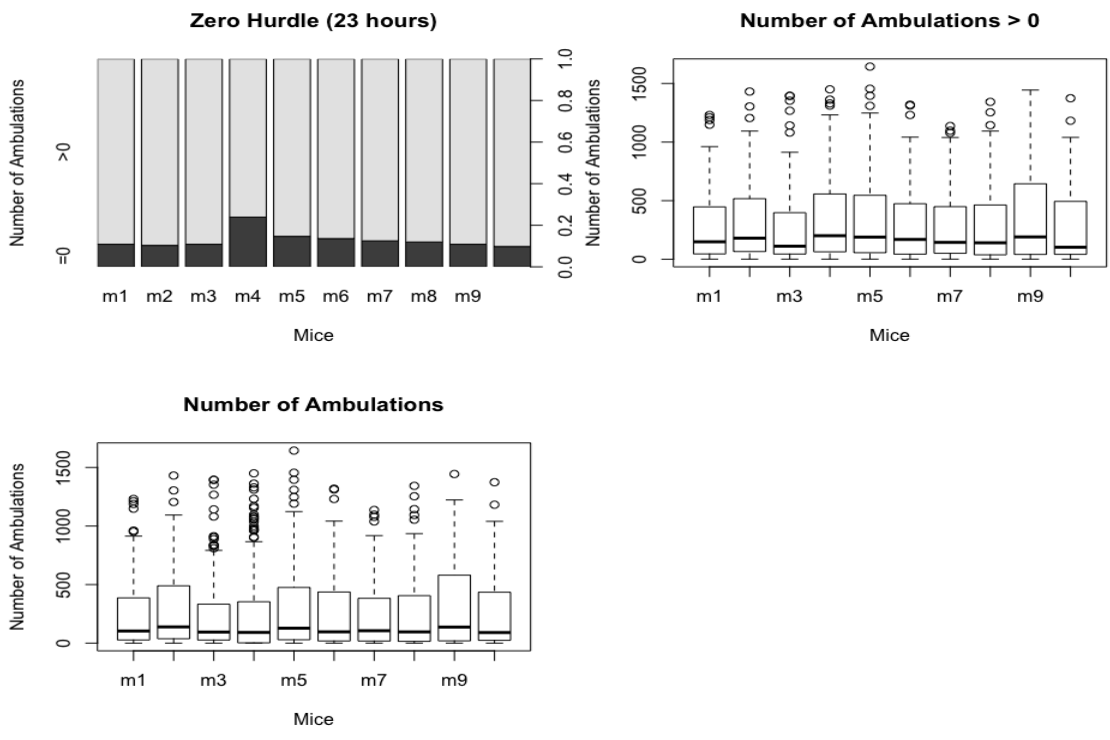 Zero Hurdle (23 hours)
Number of Ambulations
=0 >0
0.0 0.2 0.4 0.6 0.8 1.0
m1 m2 m3 m4 m5 m6 m7 m8 m9
Mice
Number of Ambulations > 0
Number of Ambulations
0 500 1000 1500
m1 m3 m5 m7 m9
Mice
Number of Ambulations
Number of Ambulations
0 500 1000 1500
m1 m3 m5 m7 m9
Mice